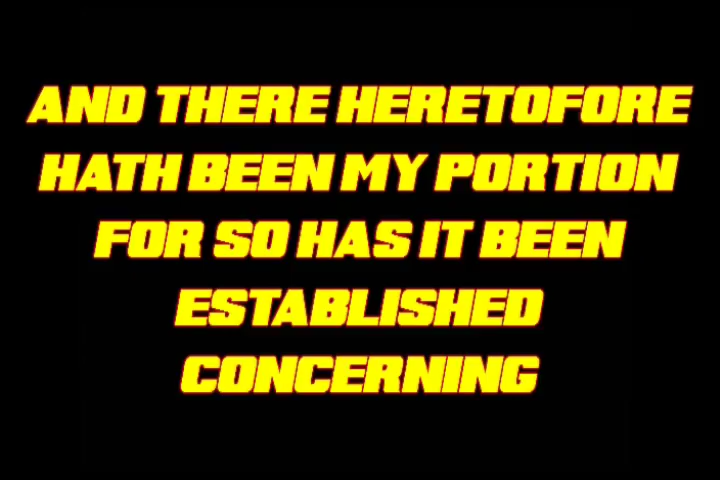 AND THERE HERETOFORE
HATH BEEN MY PORTION
FOR SO HAS IT BEEN
ESTABLISHED
CONCERNING